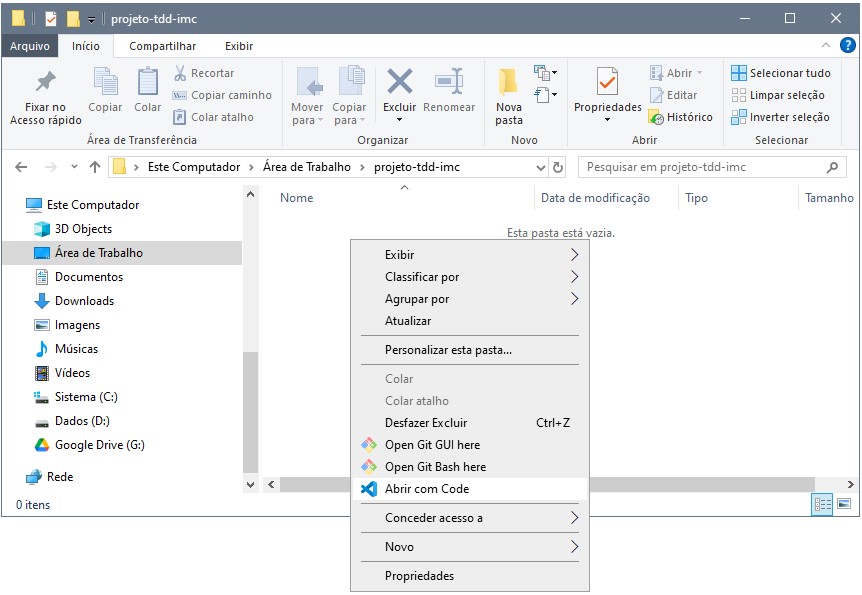 projeto-tdd-imc
Arquivo Início Compartilhar Exibir
Fixar no
Acesso rápido
Copiar
Colar
Recortar
Copiar caminho
Colar atalho
Área de Transferência
Mover
para
Copiar
para
Excluir
Renomear
Organizar
Nova
pasta
Novo
Propriedades
Abrir
Editar
Histórico
Abrir
Selecionar tudo
Limpar seleção
Inverter seleção
Selecionar
Este Computador > Área de Trabalho > projeto-tdd-imc
Pesquisar em projeto-tdd-imc
Este Computador
3D Objects
Área de Trabalho
Documentos
Downloads
Imagens
Músicas
Vídeos
Sistema (C:)
Dados (D:)
Google Drive (G:)
Rede
Nome Data de modificação Tipo Tamanho
Esta pasta está vazia.
Exibir
Classificar por
Agrupar por
Atualizar
Personalizar esta pasta...
Colar
Colar atalho
Desfazer Excluir Ctrl+Z
Open Git GUI here
Open Git Bash here
Abrir com Code
Conceder acesso a
Novo
Propriedades
0 itens